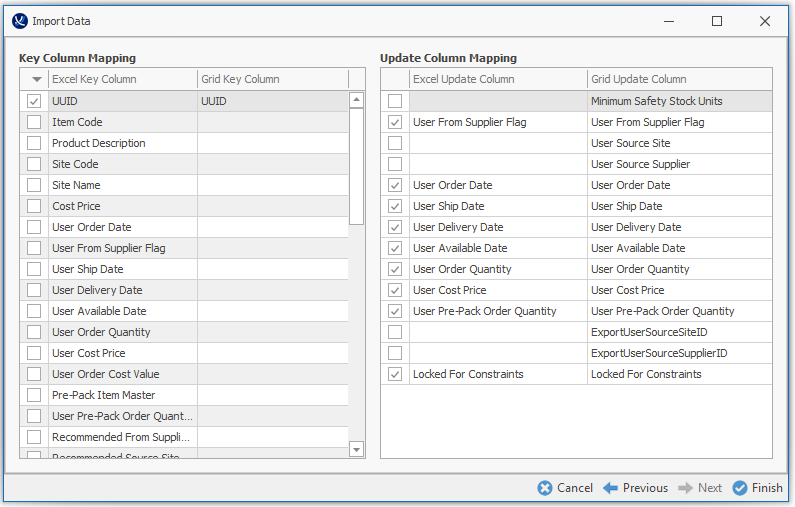 Import Data
Key Column Mapping
Excel Key Column Grid Key Column
UUID UUID
Item Code
Product Description
Site Code
Site Name
Cost Price
User Order Date
User From Supplier Flag
User Ship Date
User Delivery Date
User Available Date
User Order Quantity
User Cost Price
User Order Cost Value
Pre-Pack Item Master
User Pre-Pack Order Quant...
Recommended From Suppli...
Recommended Source Site
Update Column Mapping
Excel Update Column Grid Update Column
Minimum Safety Stock Units
User From Supplier Flag User From Supplier Flag
User Source Site
User Source Supplier
User Order Date User Order Date
User Ship Date User Ship Date
User Delivery Date User Delivery Date
User Available Date User Available Date
User Order Quantity User Order Quantity
User Cost Price User Cost Price
User Pre-Pack Order Quantity User Pre-Pack Order Quantity
ExportUserSourceSiteID
ExportUserSourceSupplierID
Locked For Constraints Locked For Constraints
Cancel Previous Next Finish